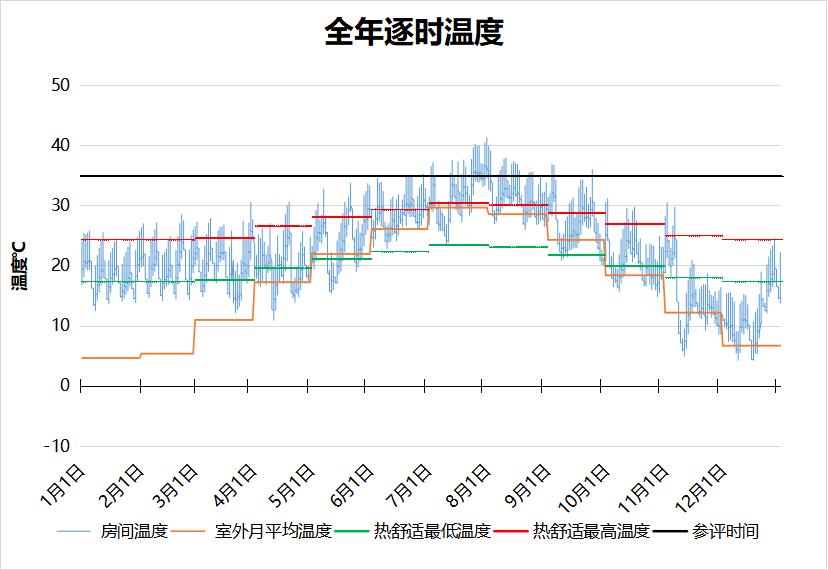 全年逐时温度
50
40
30
20
10
0
-10
温度℃
1月1日
2月1日
3月1日
4月1日
5月1日
6月1日
7月1日
8月1日
9月1日
10月1日
11月1日
12月1日
房间温度 室外月平均温度 热舒适最低温度 热舒适最高温度 参评时间